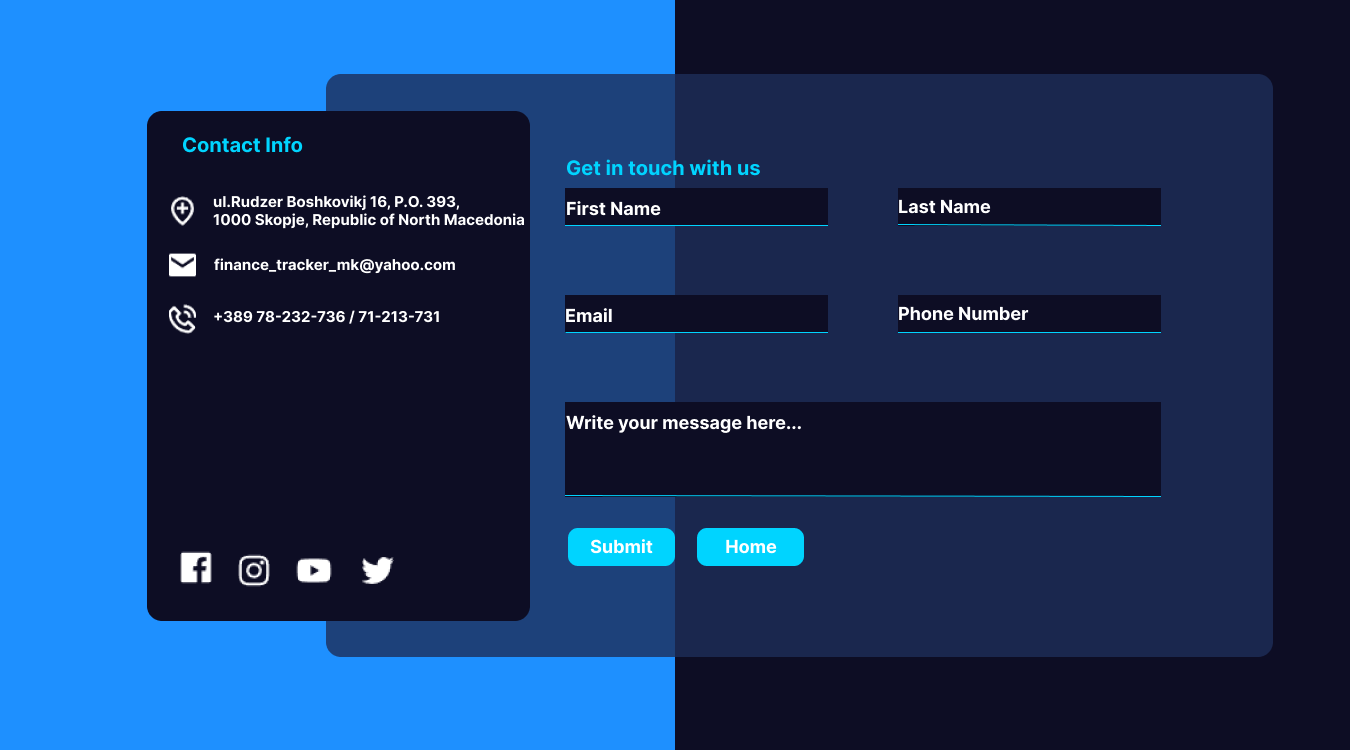 Contact Info
ul.Rudzer Boshkovikj 16, P.O. 393,
1000 Skopje, Republic of North Macedonia
finance_tracker_mk@yahoo.com
+389 78-232-736 / 71-213-731
Get in touch with us
First Name
Last Name
Email
Phone Number
Write your message here...
Submit
Home